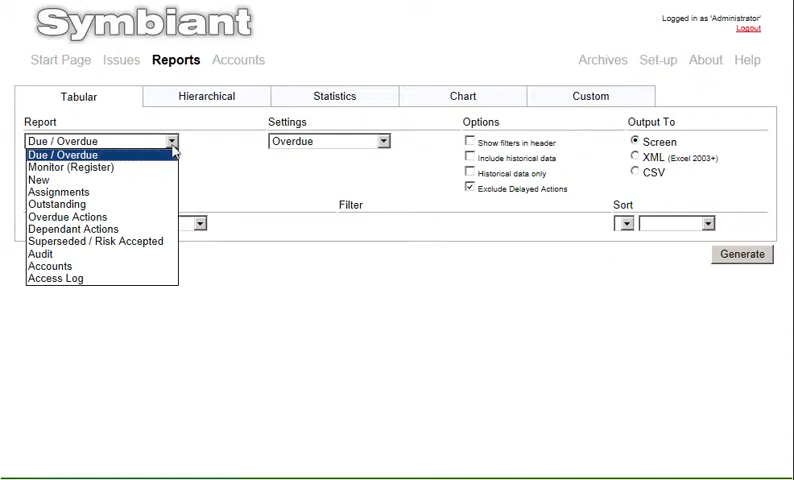 Symbiant
Logged in as 'Administrator'
Logout
Start Page Issues Reports Accounts Archives Set-up About Help
Tabular Hierarchical Statistics Chart Custom
Report Settings Options Output To
Due / Overdue Overdue Show filters in header Screen
Due / Overdue Include historical data XML (Excel 2003+)
Monitor (Register) Historical data only CSV
New Exclude Delayed Actions
Assignments
Outstanding Filter Sort
Overdue Actions
Dependant Actions
Superseded / Risk Accepted
Audit Generate
Accounts
Access Log